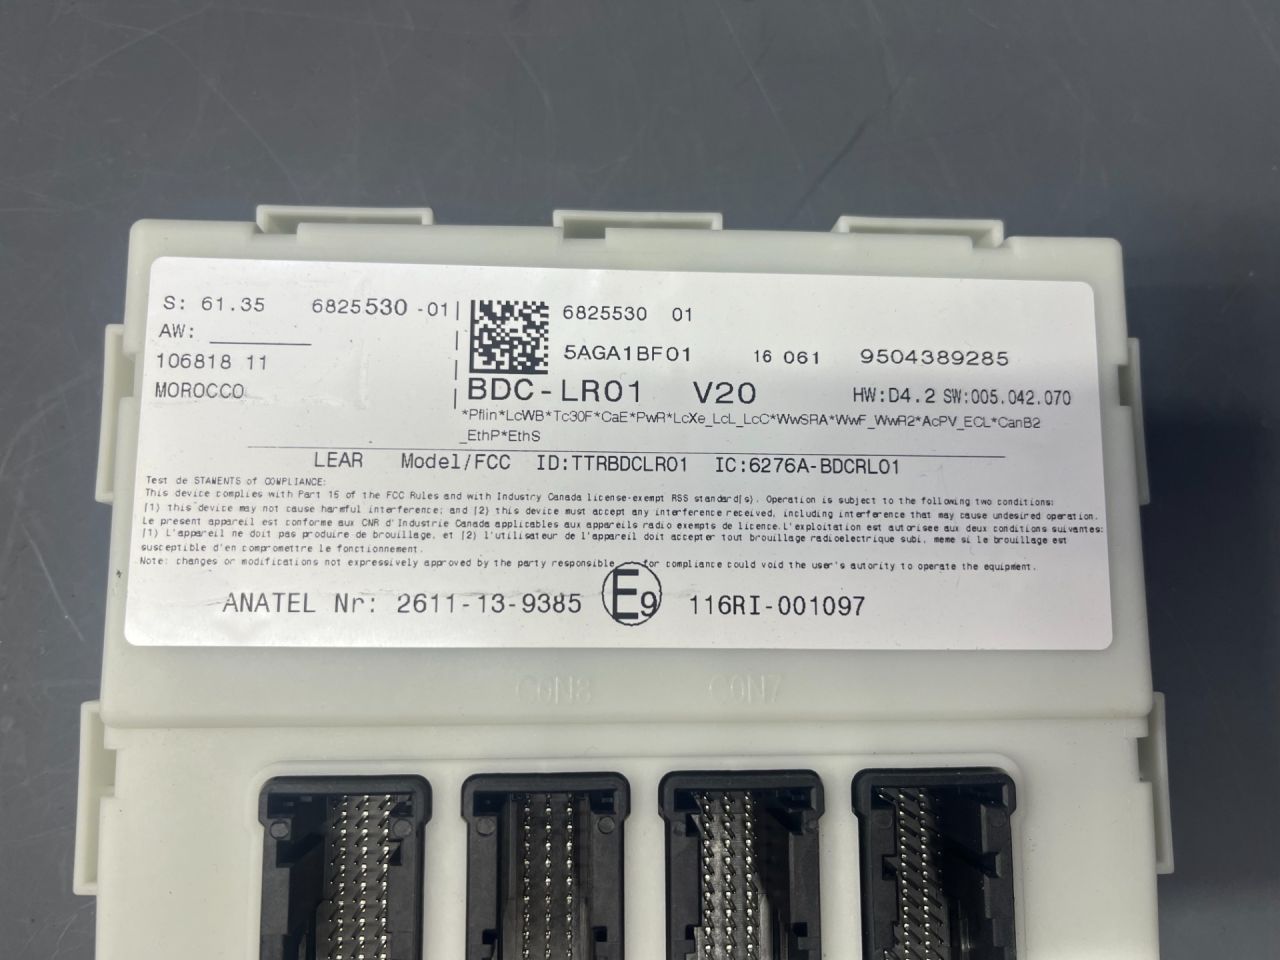 S: 61.35 6825530 -01
AW:
106818 11
MOROCCO
6825530 01
5AGA1BF01 16 061 9504389285
BDC-LR01 V20 HW:D4.2 SW:005.042.070
*Pflin*LcWB*Tc30F*CaE*PwR*LcXe_LcL_LcC*WwSRA*WwF_WwR2*AcPV_ECL*CanB2
_EthP*EthS
LEAR Model/FCC ID:TTRBDCLR01 IC:6276A-BDCRL01
Test de STAMENTS of COMPLIANCE:
This device complies with Part 15 of the FCC Rules and with Industry Canada license-exempt RSS standard(s). Operation is subject to the following two conditions:
(1) this device may not cause harmful interference; and (2) this device must accept any interference received, including interference that may cause undesired operation.
Le present appareil est conforme aux CNR d'Industrie Canada applicables aux appareils radio exempts de licence.L'exploitation est autorisee aux deux conditions suivantes:
(1) L'appareil ne doit pas produire de brouillage, et (2) l'utilisateur de l'appareil doit accepter tout brouillage radioelectrique subi, meme si le brouillage est
susceptible d'en compromettre le fonctionnement.
Note: changes or modifications not expressively approved by the party responsible for compliance could void the user's autority to operate the equipment.
ANATEL Nr: 2611-13-9385 E9 116RI-001097
CON8 CON7